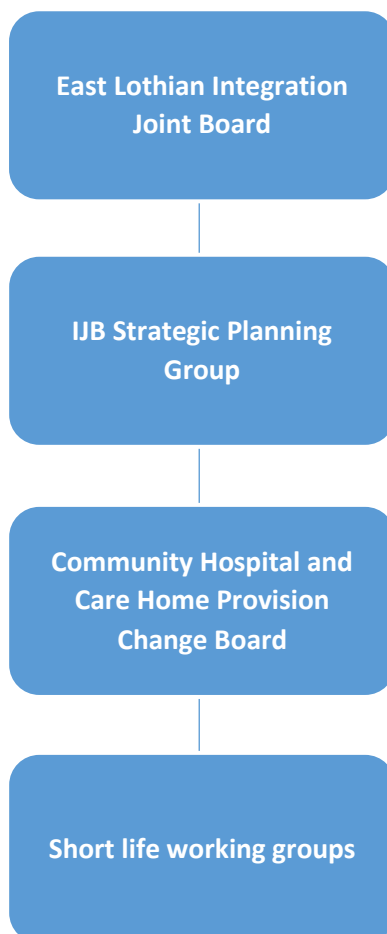 East Lothian Integration
Joint Board
IJB Strategic Planning
Group
Community Hospital and
Care Home Provision
Change Board
Short life working groups